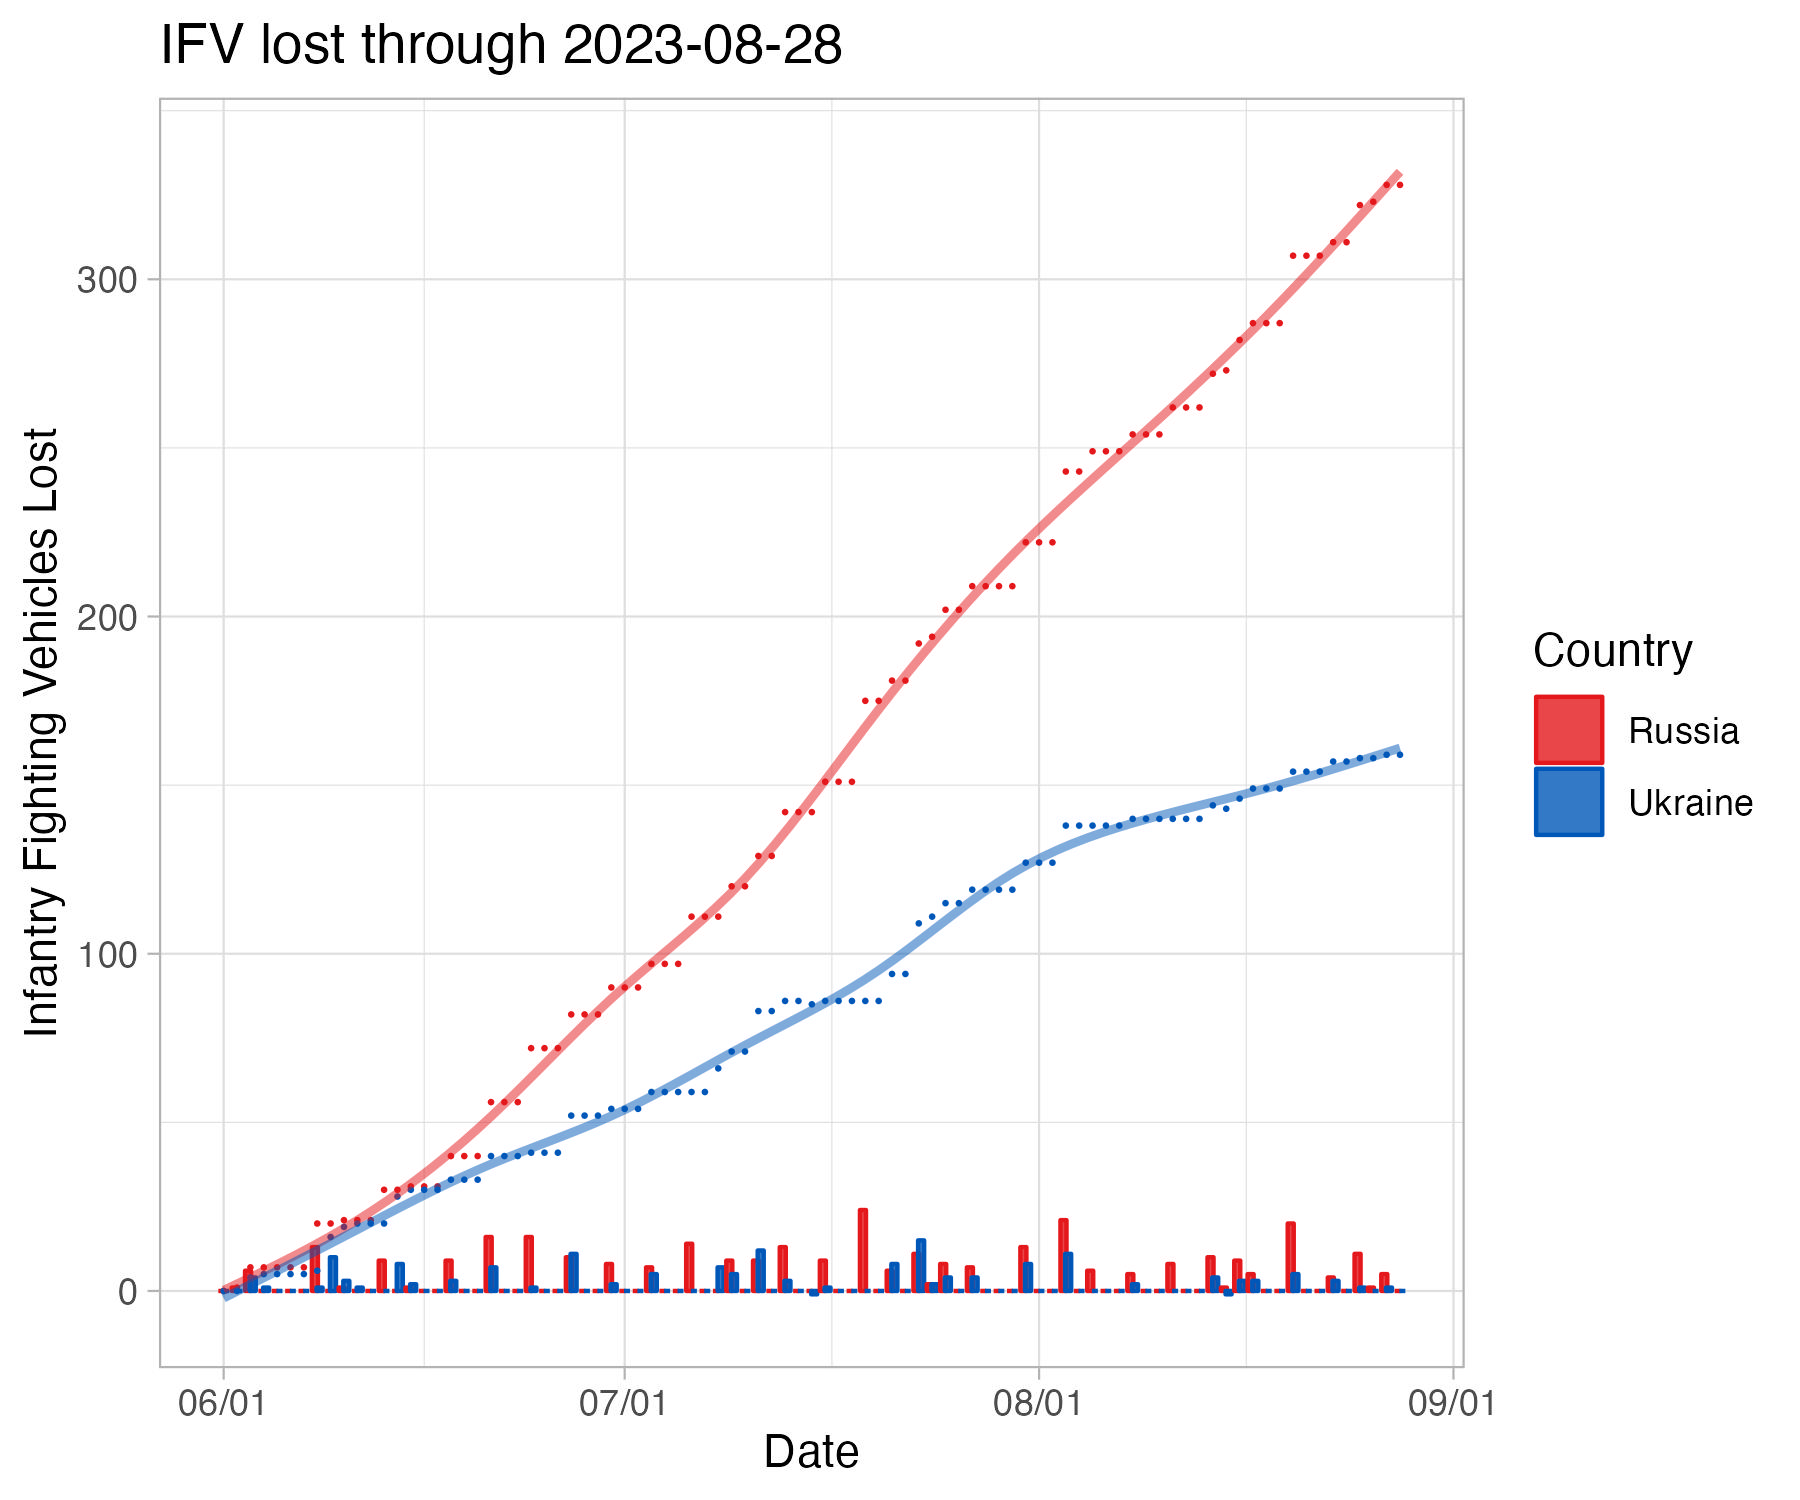 IFV lost through 2023-08-28
Infantry Fighting Vehicles Lost
300
200
100
0
06/01
07/01
08/01
09/01
Date
Country
Russia
Ukraine